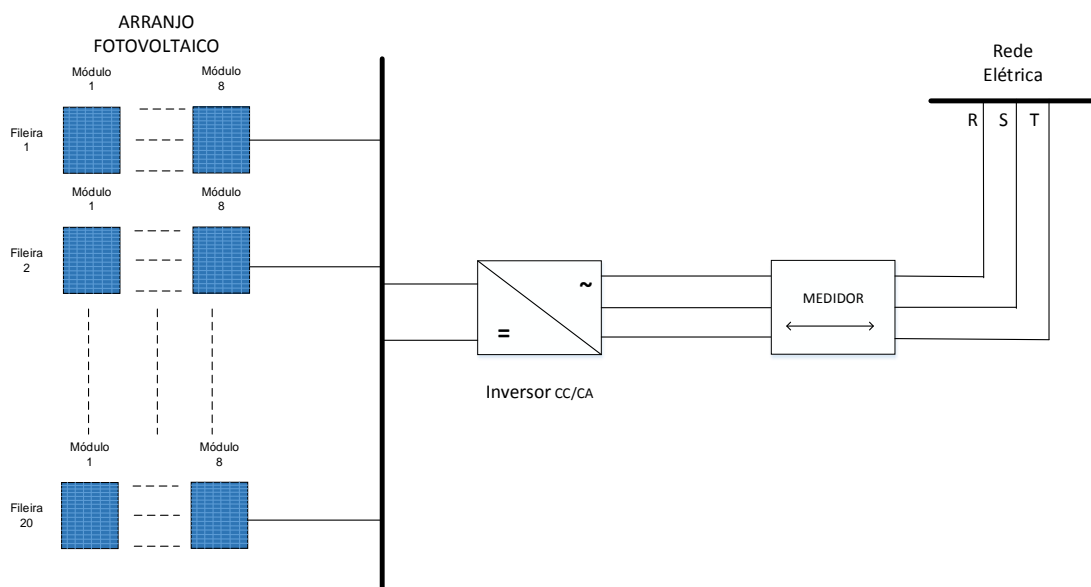 ARRANJO
FOTOVOLTAICO
Módulo
1
Módulo
8
Fileira
1
Módulo
1
Módulo
8
Fileira
2
Módulo
1
Módulo
8
Fileira
20
=
~
Inversor CC/CA
MEDIDOR
Rede
Elétrica
R S T